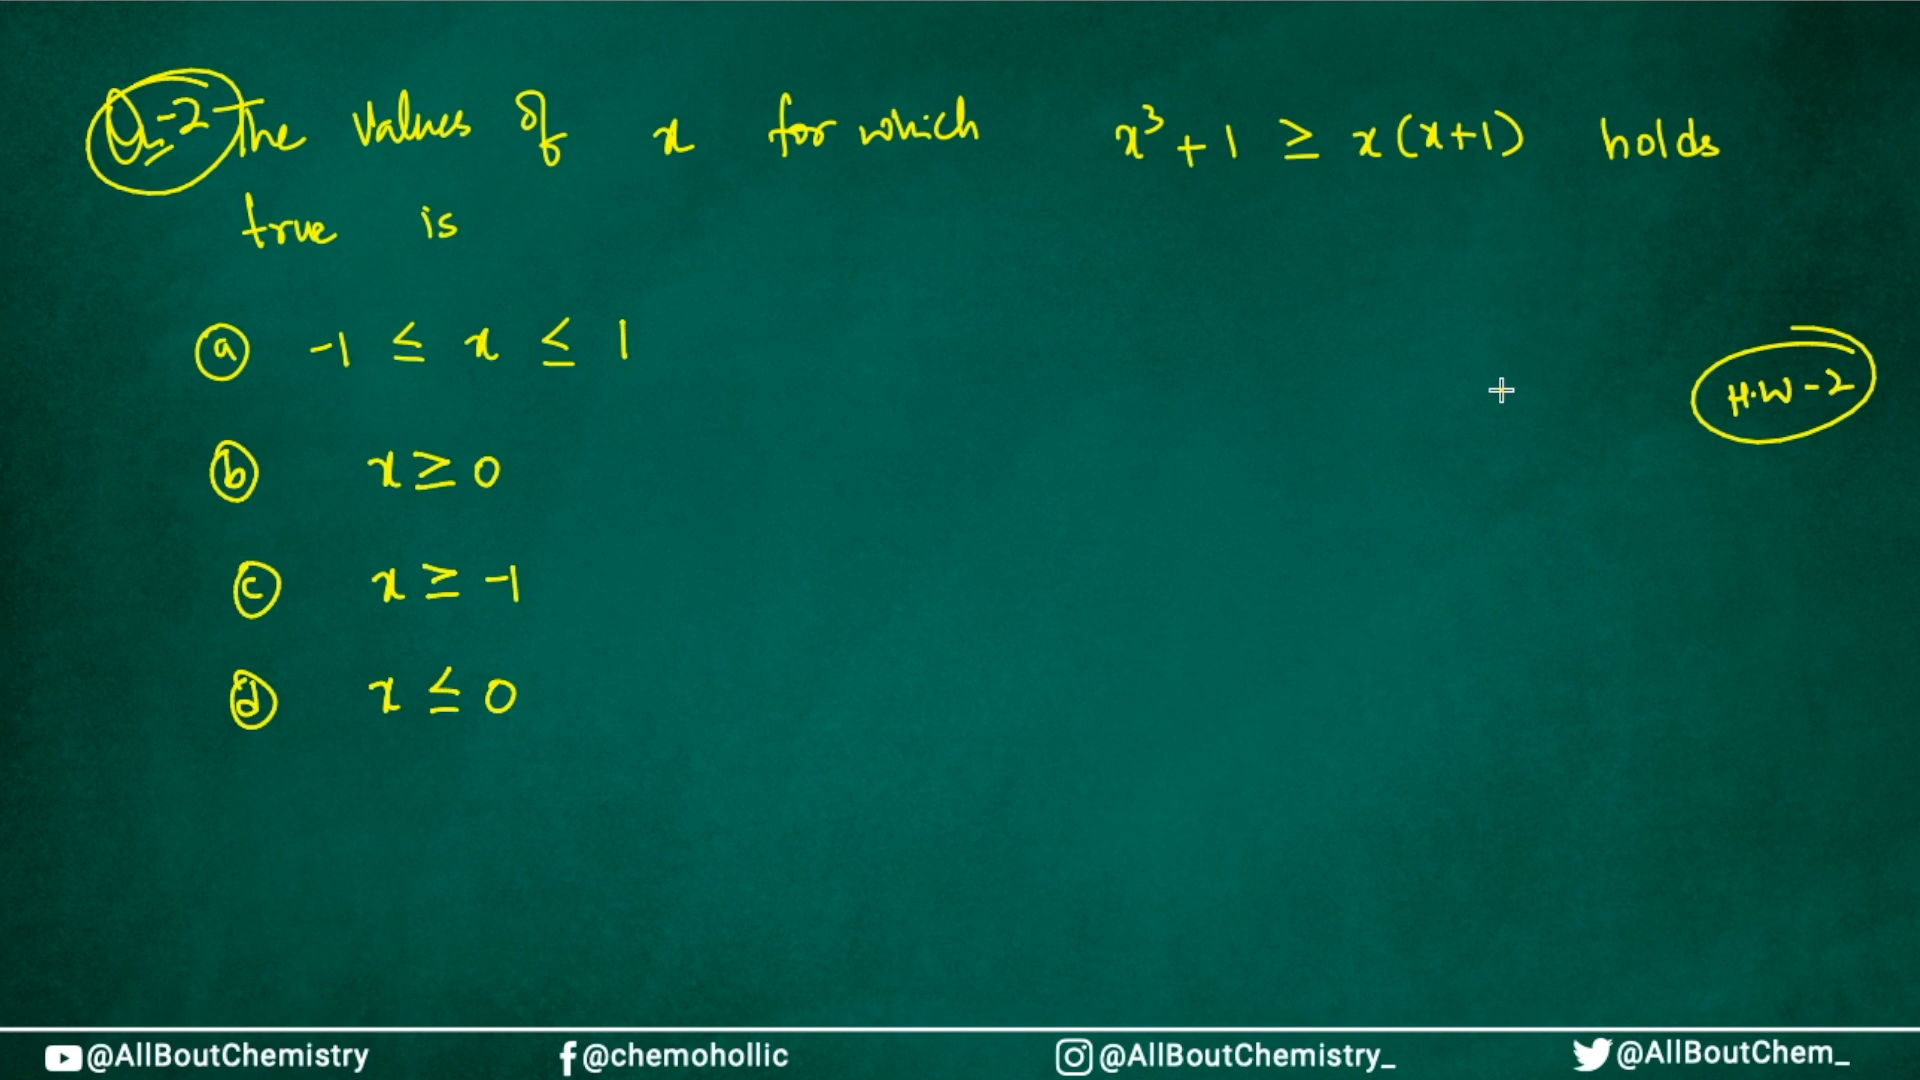 Q-2 The values of x for which x³ + 1 ≥ x(x+1) holds
true is
ⓐ -1 ≤ x ≤ 1
H.W-2
ⓑ x ≥ 0
ⓒ x ≥ -1
ⓓ x ≤ 0
@AllBoutChemistry @chemohollic @AllBoutChemistry_ @AllBoutChem_